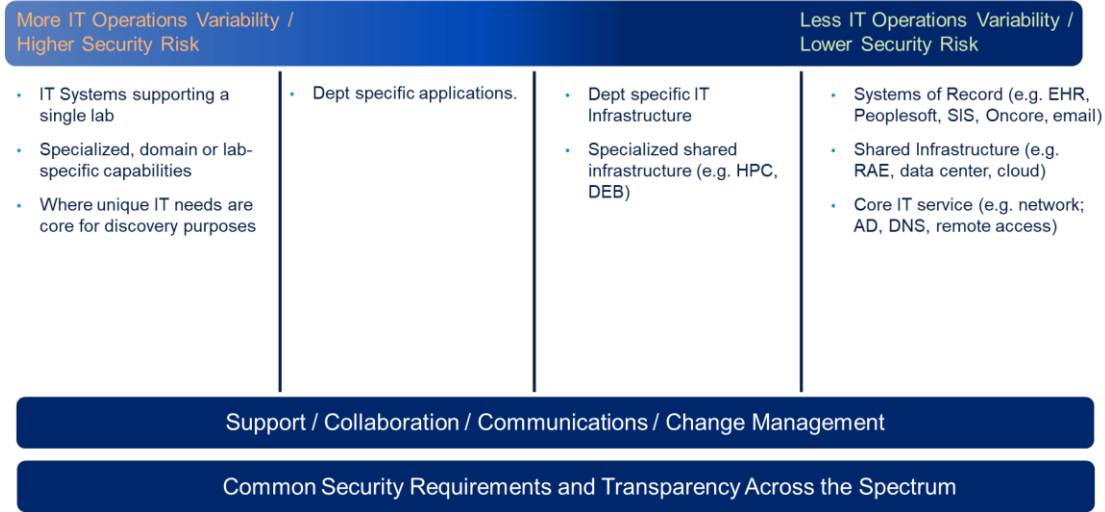 More IT Operations Variability /
Higher Security Risk
Less IT Operations Variability /
Lower Security Risk
• IT Systems supporting a
single lab
• Specialized, domain or lab-
specific capabilities
• Where unique IT needs are
core for discovery purposes
• Dept specific applications.
• Dept specific IT
Infrastructure
• Specialized shared
infrastructure (e.g. HPC,
DEB)
• Systems of Record (e.g. EHR,
Peoplesoft, SIS, Oncore, email)
• Shared Infrastructure (e.g.
RAE, data center, cloud)
• Core IT service (e.g. network;
AD, DNS, remote access)
Support / Collaboration / Communications / Change Management
Common Security Requirements and Transparency Across the Spectrum